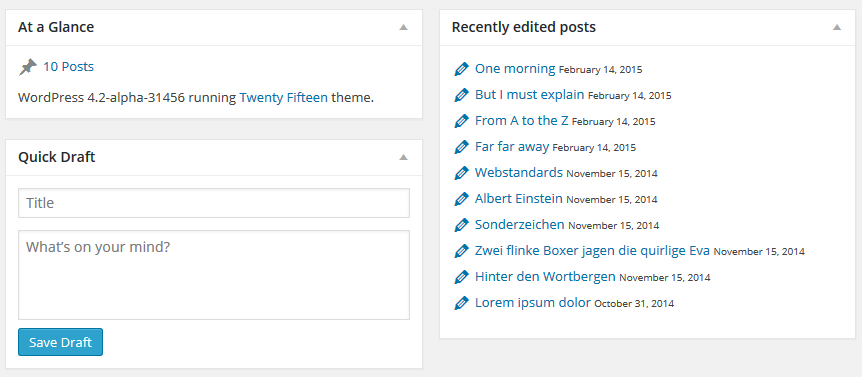 At a Glance
10 Posts
WordPress 4.2-alpha-31456 running Twenty Fifteen theme.
Quick Draft
Title
What's on your mind?
Save Draft
Recently edited posts
One morning February 14, 2015
But I must explain February 14, 2015
From A to the Z February 14, 2015
Far far away February 14, 2015
Webstandards November 15, 2014
Albert Einstein November 15, 2014
Sonderzeichen November 15, 2014
Zwei flinke Boxer jagen die quirlige Eva November 15, 2014
Hinter den Wortbergen November 15, 2014
Lorem ipsum dolor October 31, 2014